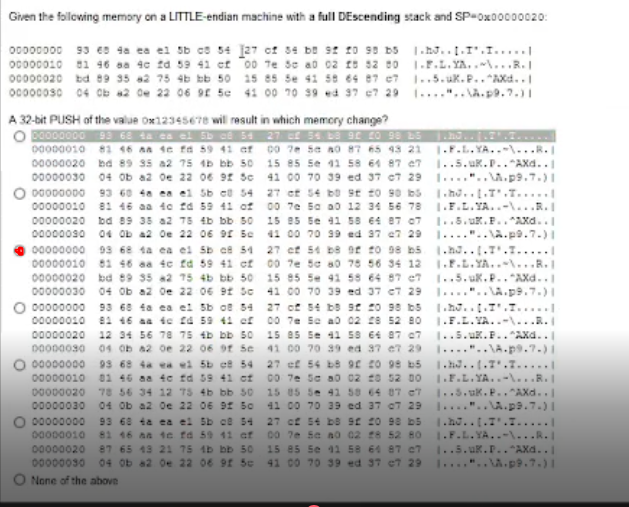 Given the following memory on a LITTLE-endian machine with a full DEscending stack and SP=0x00000020:
00000000 93 68 4a ea e1 5b c8 54 27 cf 54 b8 9f f0 98 b5 |.hJ..[.T'.T.....|
00000010 81 46 aa 4c fd 59 41 cf 00 7e 5c a0 02 f8 52 80 |.F.L.YA..~\...R.|
00000020 bd 89 35 a2 75 4b bb 50 15 85 5e 41 58 64 87 c7 |..5.uK.P..^AXd..|
00000030 04 0b a2 0e 22 06 9f 5c 41 00 70 39 ed 37 c7 29 |...."..\A.p9.7.)|
A 32-bit PUSH of the value 0x12345678 will result in which memory change?
00000000 93 68 4a ea e1 5b c8 54 27 cf 54 b8 9f f0 98 b5 |.hJ..[.T'.T.....|
00000010 81 46 aa 4c fd 59 41 cf 00 7e 5c a0 87 65 43 21 |.F.L.YA..~\...R.|
00000020 bd 89 35 a2 75 4b bb 50 15 85 5e 41 58 64 87 c7 |..5.uK.P..^AXd..|
00000030 04 0b a2 0e 22 06 9f 5c 41 00 70 39 ed 37 c7 29 |...."..\A.p9.7.)|
00000000 93 68 4a ea e1 5b c8 54 27 cf 54 b8 9f f0 98 b5 |.hJ..[.T'.T.....|
00000010 81 46 aa 4c fd 59 41 cf 00 7e 5c a0 12 34 56 78 |.F.L.YA..~\...R.|
00000020 bd 89 35 a2 75 4b bb 50 15 85 5e 41 58 64 87 c7 |..5.uK.P..^AXd..|
00000030 04 0b a2 0e 22 06 9f 5c 41 00 70 39 ed 37 c7 29 |...."..\A.p9.7.)|
00000000 93 68 4a ea e1 5b c8 54 27 cf 54 b8 9f f0 98 b5 |.hJ..[.T'.T.....|
00000010 81 46 aa 4c fd 59 41 cf 00 7e 5c a0 78 56 34 12 |.F.L.YA..~\...R.|
00000020 bd 89 35 a2 75 4b bb 50 15 85 5e 41 58 64 87 c7 |..5.uK.P..^AXd..|
00000030 04 0b a2 0e 22 06 9f 5c 41 00 70 39 ed 37 c7 29 |...."..\A.p9.7.)|
00000000 93 68 4a ea e1 5b c8 54 27 cf 54 b8 9f f0 98 b5 |.hJ..[.T'.T.....|
00000010 81 46 aa 4c fd 59 41 cf 00 7e 5c a0 02 f8 52 80 |.F.L.YA..~\...R.|
00000020 12 34 56 78 75 4b bb 50 15 85 5e 41 58 64 87 c7 |..5.uK.P..^AXd..|
00000030 04 0b a2 0e 22 06 9f 5c 41 00 70 39 ed 37 c7 29 |...."..\A.p9.7.)|
00000000 93 68 4a ea e1 5b c8 54 27 cf 54 b8 9f f0 98 b5 |.hJ..[.T'.T.....|
00000010 81 46 aa 4c fd 59 41 cf 00 7e 5c a0 02 f8 52 80 |.F.L.YA..~\...R.|
00000020 78 56 34 12 75 4b bb 50 15 85 5e 41 58 64 87 c7 |..5.uK.P..^AXd..|
00000030 04 0b a2 0e 22 06 9f 5c 41 00 70 39 ed 37 c7 29 |...."..\A.p9.7.)|
00000000 93 68 4a ea e1 5b c8 54 27 cf 54 b8 9f f0 98 b5 |.hJ..[.T'.T.....|
00000010 81 46 aa 4c fd 59 41 cf 00 7e 5c a0 02 f8 52 80 |.F.L.YA..~\...R.|
00000020 87 65 43 21 75 4b bb 50 15 85 5e 41 58 64 87 c7 |..5.uK.P..^AXd..|
00000030 04 0b a2 0e 22 06 9f 5c 41 00 70 39 ed 37 c7 29 |...."..\A.p9.7.)|
None of the above